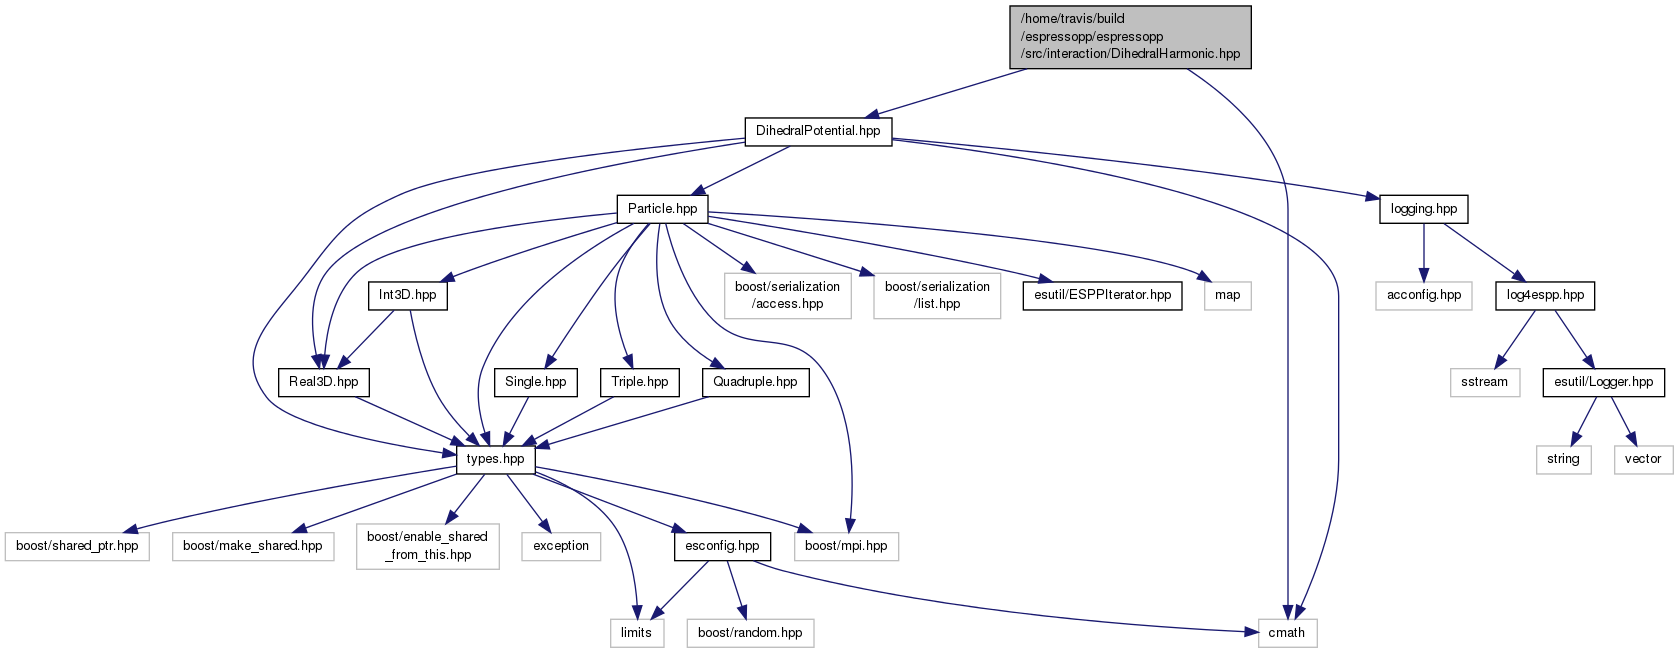 /home/travis/build
/espressopp/espressopp
/src/interaction/DihedralHarmonic.hpp
DihedralPotential.hpp
Particle.hpp
logging.hpp
Int3D.hpp
boost/serialization
/access.hpp
boost/serialization
/list.hpp
esutil/ESPPIterator.hpp
map
acconfig.hpp
log4espp.hpp
Real3D.hpp
Single.hpp
Triple.hpp
Quadruple.hpp
sstream
esutil/Logger.hpp
types.hpp
string
vector
boost/shared_ptr.hpp
boost/make_shared.hpp
boost/enable_shared
_from_this.hpp
exception
esconfig.hpp
boost/mpi.hpp
limits
boost/random.hpp
cmath